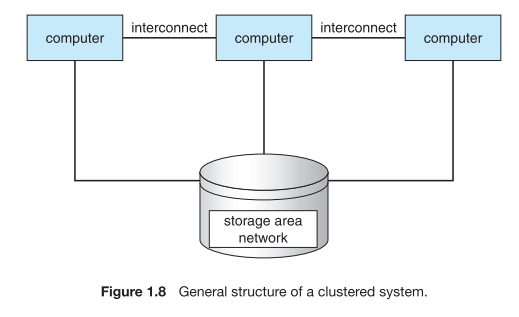 interconnect interconnect
computer computer computer
storage area
network
Figure 1.8 General structure of a clustered system.